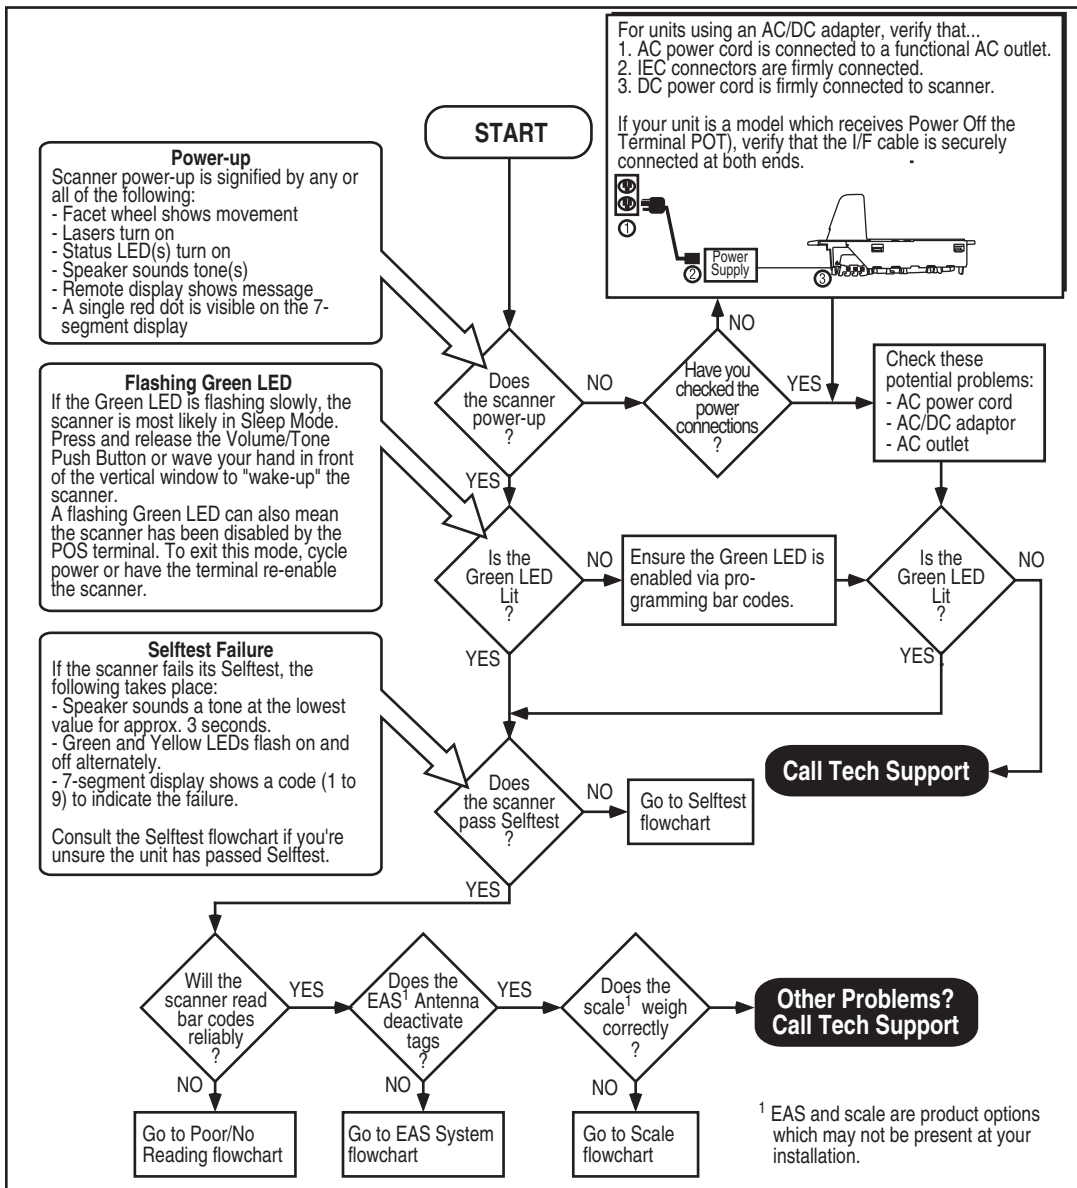 For units using an AC/DC adapter, verify that...
1. AC power cord is connected to a functional AC outlet.
2. IEC connectors are firmly connected.
3. DC power cord is firmly connected to scanner.
If your unit is a model which receives Power Off the
Terminal POT), verify that the I/F cable is securely
connected at both ends.
1
2
Power
Supply
3
START
Power-up
Scanner power-up is signified by any or
all of the following:
- Facet wheel shows movement
- Lasers turn on
- Status LED(s) turn on
- Speaker sounds tone(s)
- Remote display shows message
- A single red dot is visible on the 7-
segment display
Does
the scanner
power-up
?
NO
YES
Have you
checked the
power
connections
?
NO
YES
Check these
potential problems:
- AC power cord
- AC/DC adaptor
- AC outlet
Flashing Green LED
If the Green LED is flashing slowly, the
scanner is most likely in Sleep Mode.
Press and release the Volume/Tone
Push Button or wave your hand in front
of the vertical window to "wake-up" the
scanner.
A flashing Green LED can also mean
the scanner has been disabled by the
POS terminal. To exit this mode, cycle
power or have the terminal re-enable
the scanner.
Is the
Green LED
Lit
?
NO
YES
Ensure the Green LED is
enabled via pro-
gramming bar codes.
Is the
Green LED
Lit
?
NO
YES
Call Tech Support
Selftest Failure
If the scanner fails its Selftest, the
following takes place:
- Speaker sounds a tone at the lowest
value for approx. 3 seconds.
- Green and Yellow LEDs flash on and
off alternately.
- 7-segment display shows a code (1 to
9) to indicate the failure.
Consult the Selftest flowchart if you're
unsure the unit has passed Selftest.
Does
the scanner
pass Selftest
?
NO
YES
Go to Selftest
flowchart
Will the
scanner read
bar codes
reliably
?
YES
NO
Does the
EAS1 Antenna
deactivate
tags
?
YES
NO
Does the
scale1 weigh
correctly
?
NO
Other Problems?
Call Tech Support
Go to Poor/No
Reading flowchart
Go to EAS System
flowchart
Go to Scale
flowchart
1 EAS and scale are product options
which may not be present at your
installation.